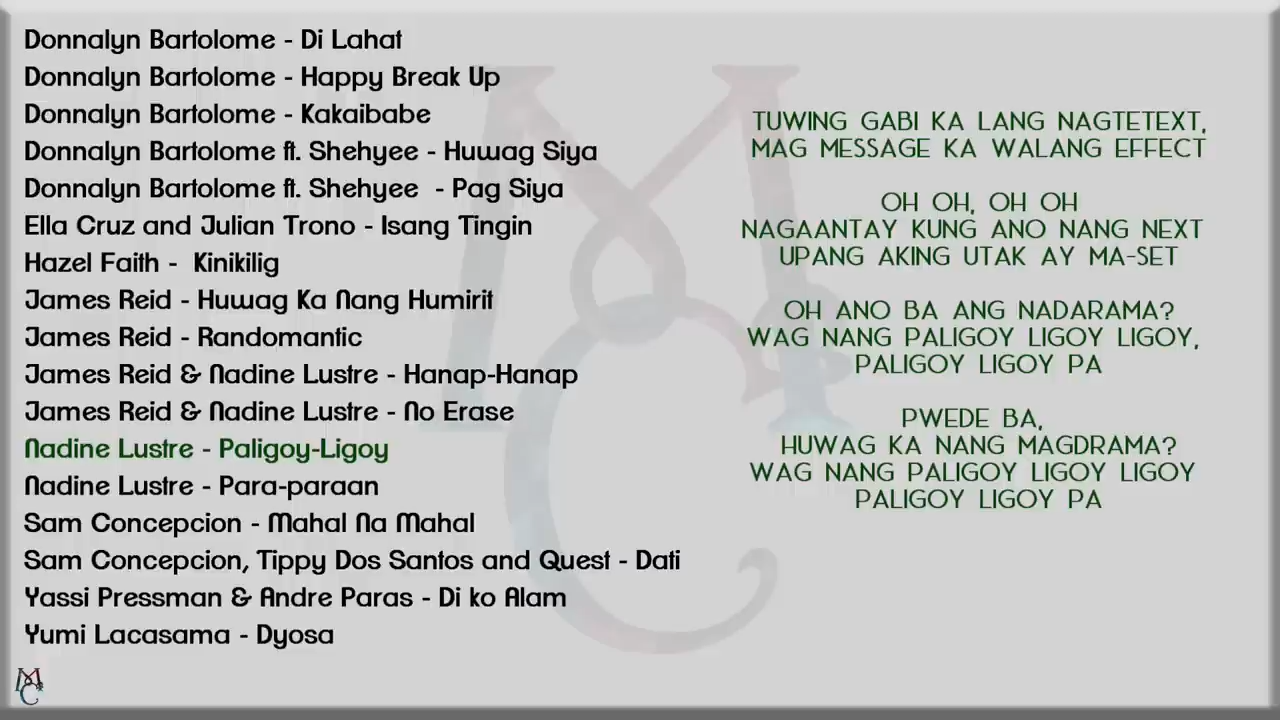 Donnalyn Bartolome - Di Lahat
Donnalyn Bartolome - Happy Break Up
Donnalyn Bartolome - Kakaibabe
Donnalyn Bartolome ft. Shehyee - Huwag Siya
Donnalyn Bartolome ft. Shehyee - Pag Siya
Ella Cruz and Julian Trono - Isang Tingin
Hazel Faith - Kinikilig
James Reid - Huwag Ka Nang Humirit
James Reid - Randomantic
James Reid & Nadine Lustre - Hanap-Hanap
James Reid & Nadine Lustre - No Erase
Nadine Lustre - Paligoy-Ligoy
Nadine Lustre - Para-paraan
Sam Concepcion - Mahal Na Mahal
Sam Concepcion, Tippy Dos Santos and Quest - Dati
Yassi Pressman & Andre Paras - Di ko Alam
Yumi Lacasama - Dyosa
TUWING GABI KA LANG NAGTETEXT,
MAG MESSAGE KA WALANG EFFECT
OH OH, OH OH
NAGAANTAY KUNG ANO NANG NEXT
UPANG AKING UTAK AY MA-SET
OH ANO BA ANG NADARAMA?
WAG NANG PALIGOY LIGOY LIGOY,
PALIGOY LIGOY PA
PWEDE BA,
HUWAG KA NANG MAGDRAMA?
WAG NANG PALIGOY LIGOY LIGOY
PALIGOY LIGOY PA